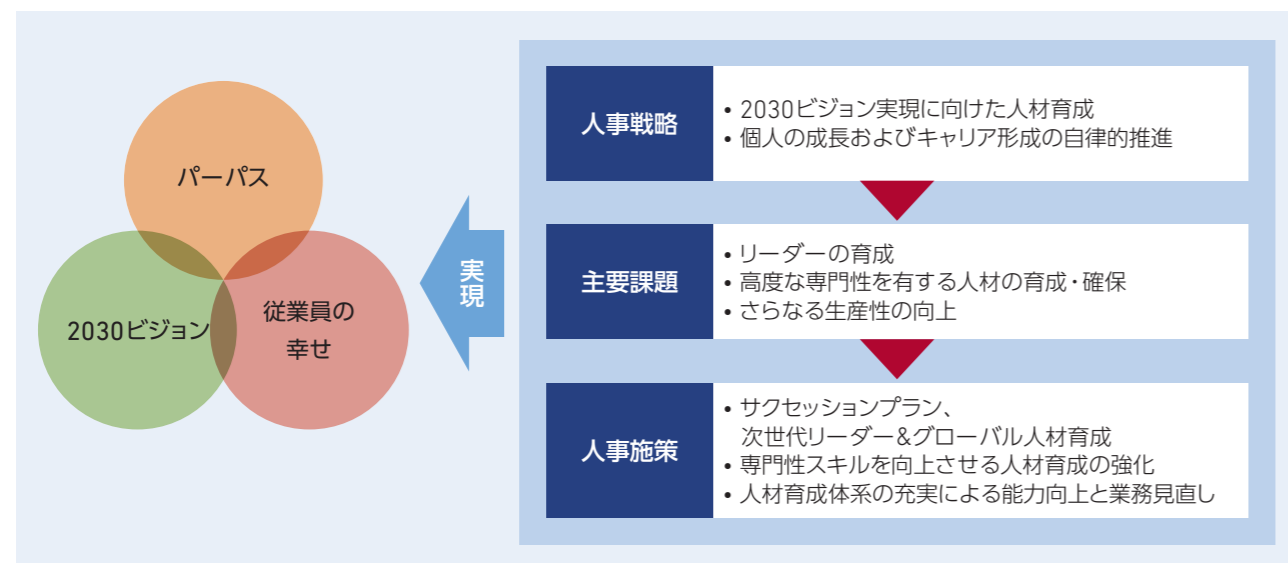 パーパス
2030ビジョン
従業員の
幸せ
実現
人事戦略
• 2030ビジョン実現に向けた人材育成
• 個人の成長およびキャリア形成の自律的推進
主要課題
• リーダーの育成
• 高度な専門性を有する人材の育成・確保
• さらなる生産性の向上
人事施策
• サクセッションプラン、
次世代リーダー&グローバル人材育成
• 専門性スキルを向上させる人材育成の強化
• 人材育成体系の充実による能力向上と業務見直し